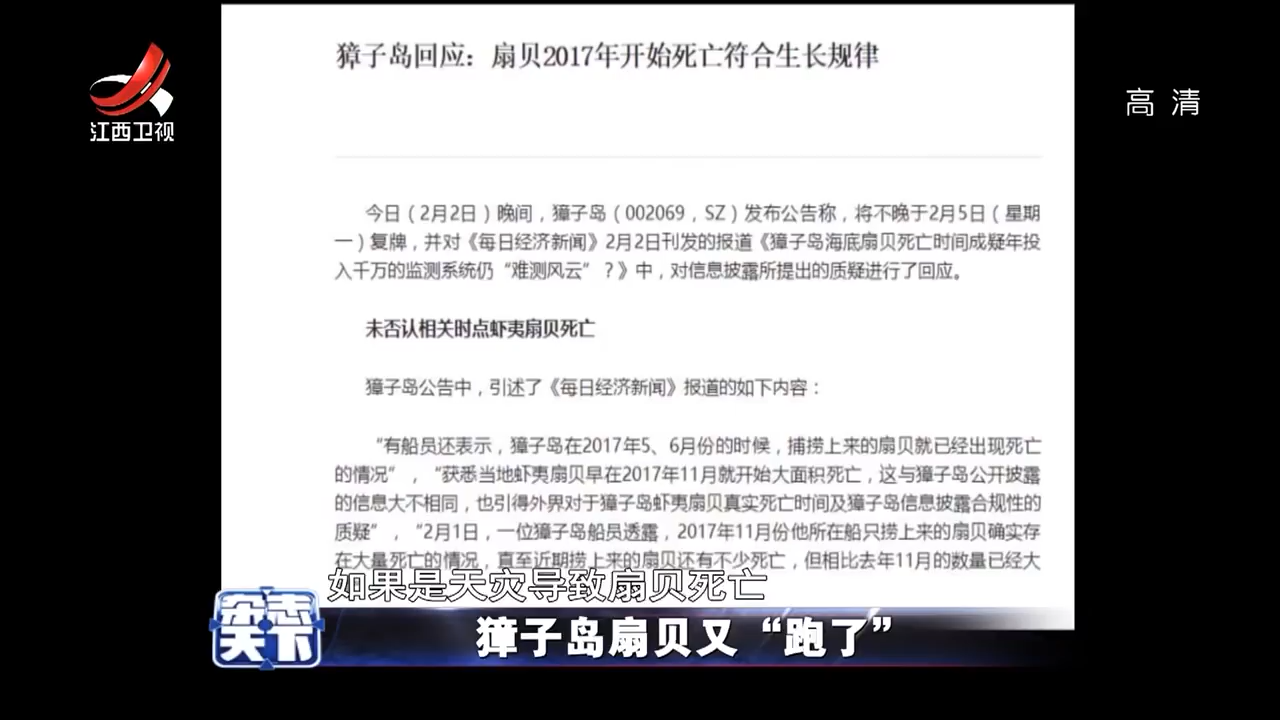 獐子岛回应：扇贝2017年开始死亡符合生长规律
江西卫视
高清
今日（2月2日）晚间，獐子岛（002069，SZ）发布公告称，将不晚于2月5日（星期
一）复牌，并对《每日经济新闻》2月2日刊发的报道《獐子岛海底扇贝死亡时间成疑年投
入千万的监测系统仍“难测风云”？》中，对信息披露所提出的质疑进行了回应。
未否认相关时点虾夷扇贝死亡
獐子岛公告中，引述了《每日经济新闻》报道的如下内容：
“有船员还表示，獐子岛在2017年5、6月份的时候，捕捞上来的扇贝就已经出现死亡
的情况”，“获悉当地虾夷扇贝早在2017年11月就开始大面积死亡，这与獐子岛公开披露
的信息大不相同，也引得外界对于獐子岛虾夷扇贝真实死亡时间及獐子岛信息披露合规性的
质疑”，“2月1日，一位獐子岛船员透露，2017年11月份他所在船只捞上来的扇贝确实存
在大量死亡的情况，直至近期捞上来的扇贝还有不少死亡，但相比去年11月的数量已经大
如果是天灾导致扇贝死亡
杂志
天下
獐子岛扇贝又“跑了”